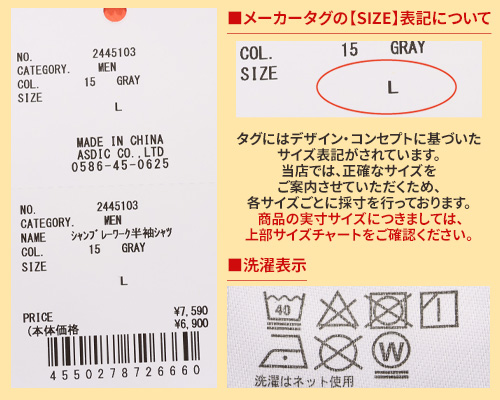 NO. 2445103
CATEGORY. MEN
COL. 15 GRAY
SIZE
L
MADE IN CHINA
ASDIC CO.,LTD
0586-45-0625
NO. 2445103
CATEGORY. MEN
NAME シャンブレーワーク半袖シャツ
COL. 15 GRAY
SIZE
L
PRICE ¥7,590
(本体価格 ¥6,900
4550278726660
■メーカータグの【SIZE】表記について
COL. 15 GRAY
SIZE
L
タグにはデザイン・コンセプトに基づいた
サイズ表記がされています。
当店では、正確なサイズを
ご案内させていただくため、
各サイズごとに採寸を行っております。
商品の実寸サイズにつきましては、
上部サイズチャートをご確認ください。
■洗濯表示
40
W
洗濯はネット使用